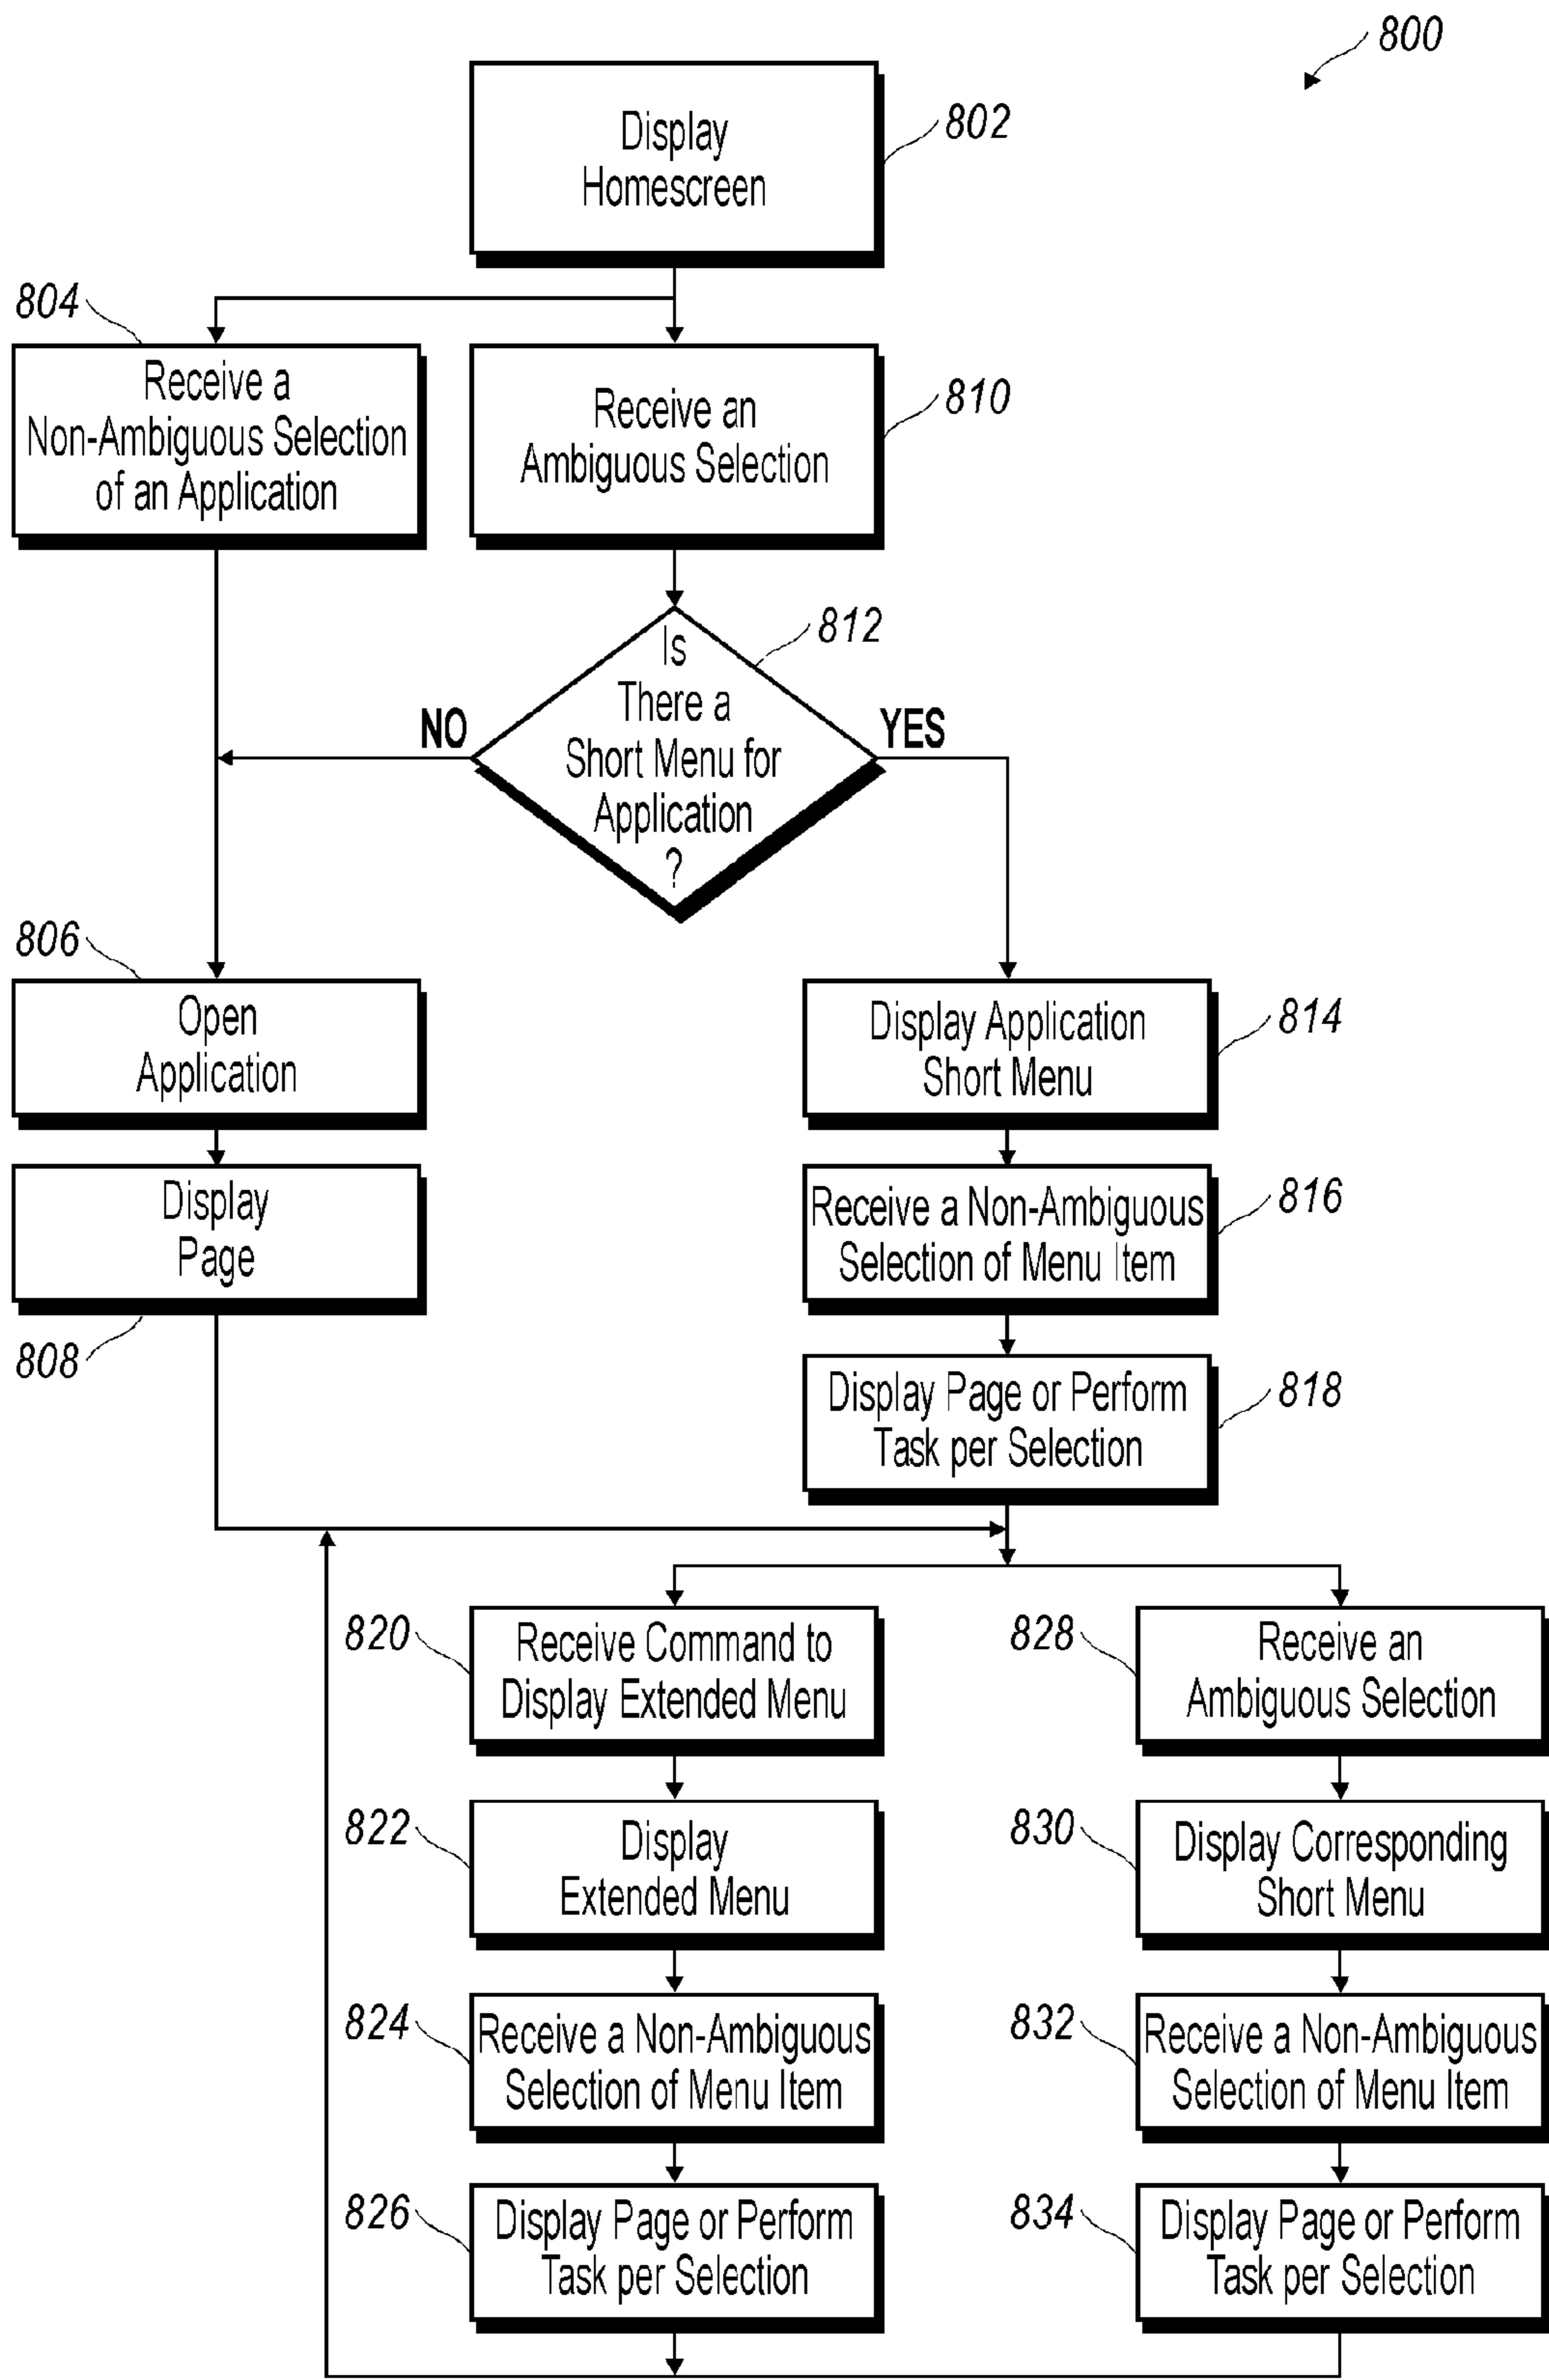 800
Display
Homescreen
802
804
Receive a
Non-Ambiguous Selection
of an Application
Receive an
Ambiguous Selection
810
Is
There a
Short Menu for
Application
?
812
NO
YES
806
Open
Application
Display
Page
808
Display Application
Short Menu
814
Receive a Non-Ambiguous
Selection of Menu Item
816
Display Page or Perform
Task per Selection
818
820
Receive Command to
Display Extended Menu
822
Display
Extended Menu
824
Receive a Non-Ambiguous
Selection of Menu Item
826
Display Page or Perform
Task per Selection
828
Receive an
Ambiguous Selection
830
Display Corresponding
Short Menu
832
Receive a Non-Ambiguous
Selection of Menu Item
834
Display Page or Perform
Task per Selection